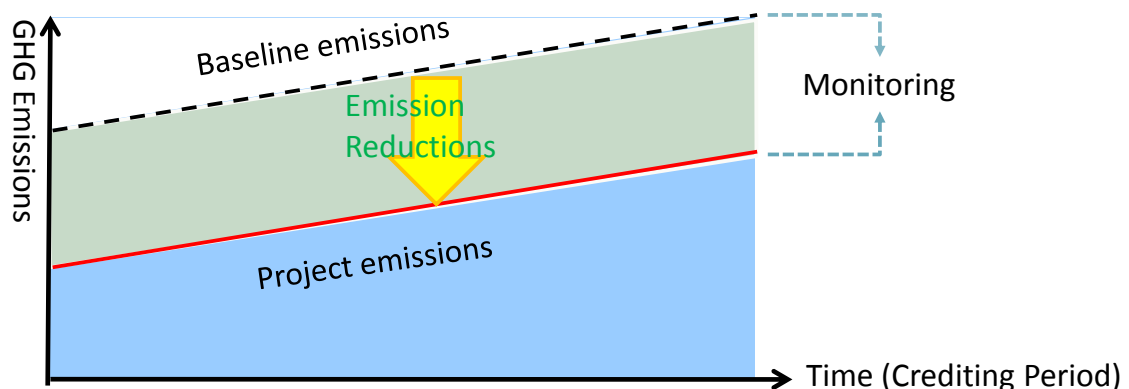 GHG Emissions
Baseline emissions
Emission
Reductions
Monitoring
Project emissions
Time (Crediting Period)